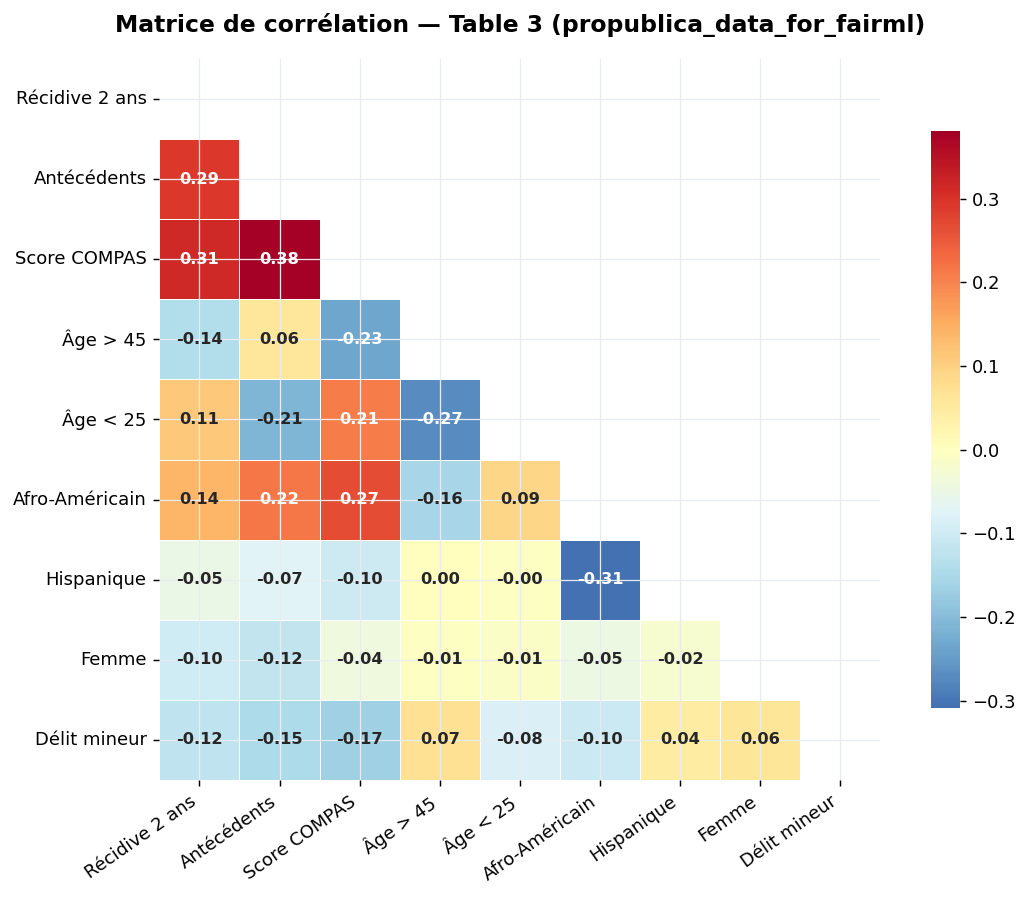 Matrice de corrélation — Table 3 (propublica_data_for_fairml)
Récidive 2 ans
Antécédents 0.29
Score COMPAS 0.31 0.38
Âge > 45 -0.14 0.06 -0.23
Âge < 25 0.11 -0.21 0.21 -0.27
Afro-Américain 0.14 0.22 0.27 -0.16 0.09
Hispanique -0.05 -0.07 -0.10 0.00 -0.00 -0.31
Femme -0.10 -0.12 -0.04 -0.01 -0.01 -0.05 -0.02
Délit mineur -0.12 -0.15 -0.17 0.07 -0.08 -0.10 0.04 0.06
Récidive 2 ans
Antécédents
Score COMPAS
Âge > 45
Âge < 25
Afro-Américain
Hispanique
Femme
Délit mineur
0.3
0.2
0.1
0.0
−0.1
−0.2
−0.3